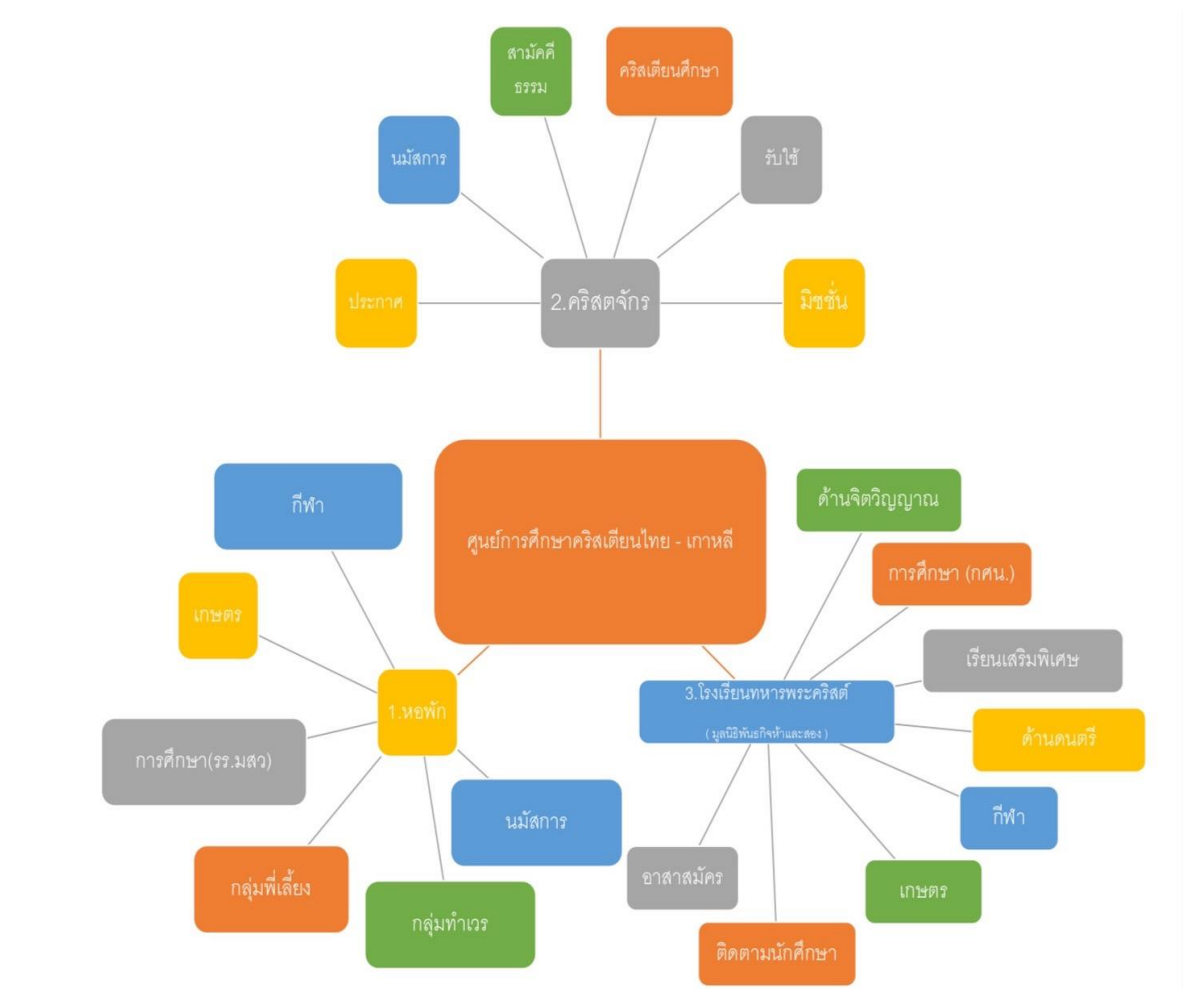 สามัคคี
ธรรม
คริสเตียนศึกษา
นมัสการ
รับใช้
ประกาศ
2.คริสตจักร
มิชชั่น
ศูนย์การศึกษาคริสเตียนไทย - เกาหลี
กีฬา
เกษตร
1.หอพัก
การศึกษา(รร.มสว)
กลุ่มพี่เลี้ยง
กลุ่มทำเวร
นมัสการ
ด้านจิตวิญญาณ
การศึกษา (กศน.)
เรียนเสริมพิเศษ
3.โรงเรียนทหารพระคริสต์
( มูลนิธิพันธกิจห้าและสอง )
ด้านดนตรี
กีฬา
เกษตร
ติดตามนักศึกษา
อาสาสมัคร